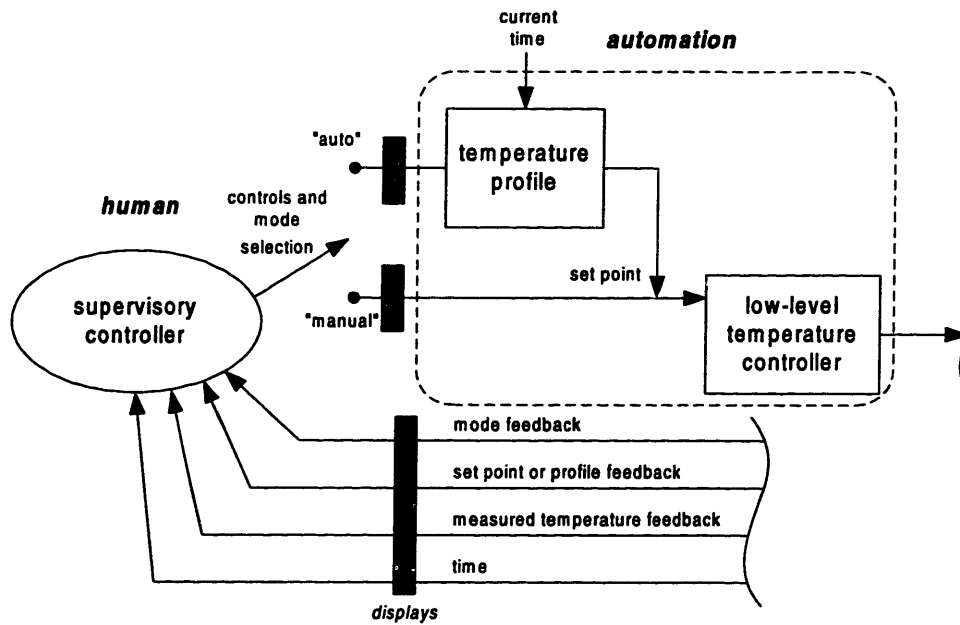 current
time
automation
"auto"
temperature
profile
human
controls and
mode
selection
set point
supervisory
controller
"manual"
low-level
temperature
controller
mode feedback
set point or profile feedback
measured temperature feedback
time
displays